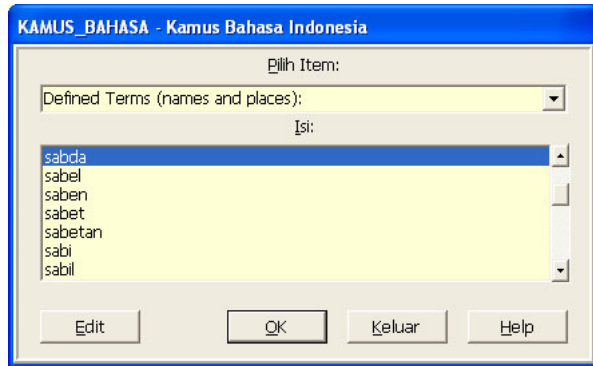 KAMUS_BAHASA - Kamus Bahasa Indonesia
Pilih Item:
Defined Terms (names and places):
Isi:
sabda
sabel
saben
sabet
sabetan
sabi
sabil
Edit OK Keluar Help